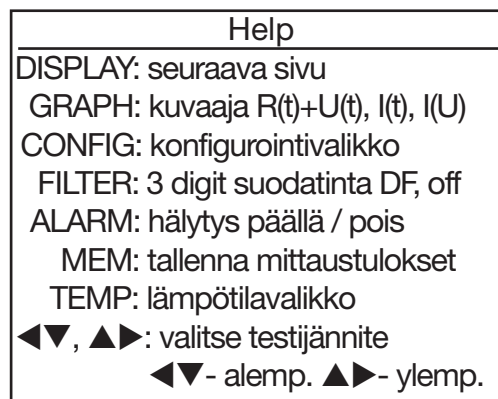 Help
DISPLAY: seuraava sivu
GRAPH: kuvaaja R(t)+U(t), I(t), I(U)
CONFIG: konfigurointivalikko
FILTER: 3 digit suodatinta DF, off
ALARM: hälytys päällä / pois
MEM: tallenna mittaustulokset
TEMP: lämpötilavalikko
◀▼, ▲▶: valitse testijännite
◀▼- alemp. ▲▶- ylemp.